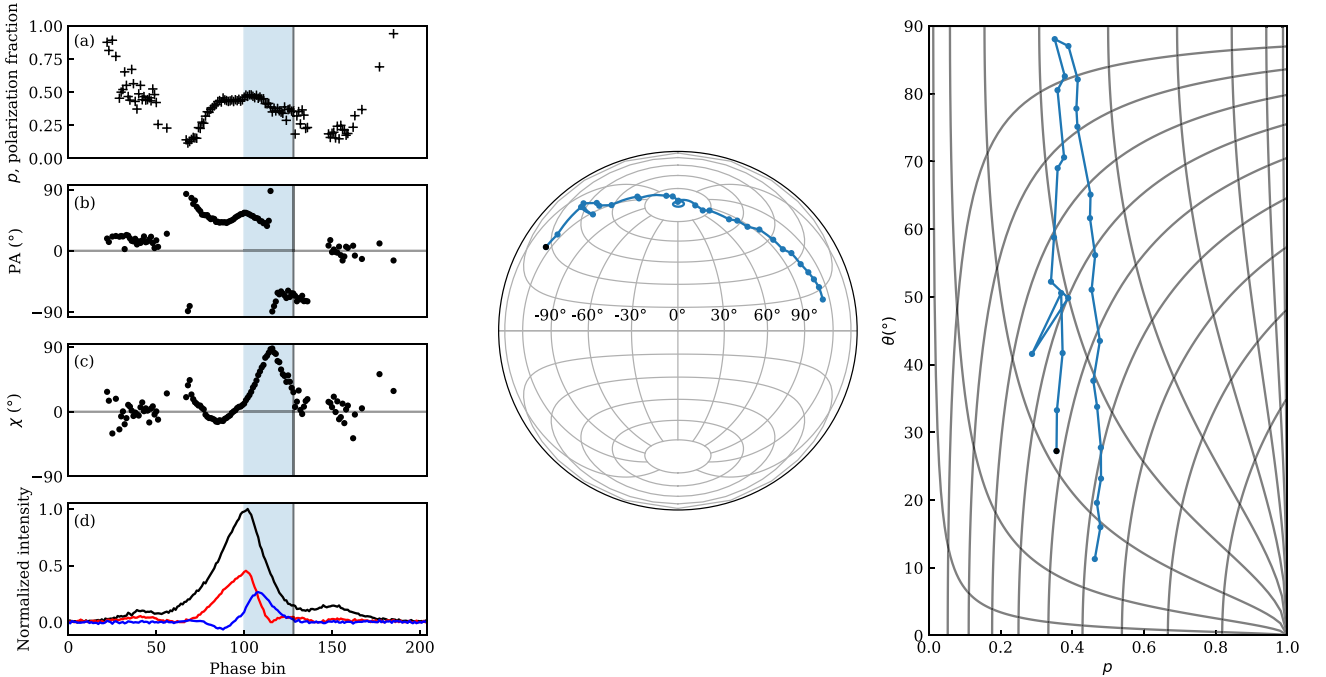 p, polarization fraction
1.00
0.75
0.50
0.25
0.00
(a)
PA (°)
90
0
−90
(b)
χ (°)
90
0
−90
(c)
Normalized intensity
1.0
0.5
0.0
(d)
0 50 100 150 200
Phase bin
-90° -60° -30° 0° 30° 60° 90°
θ(°)
90
80
70
60
50
40
30
20
10
0
0.0 0.2 0.4 0.6 0.8 1.0
p